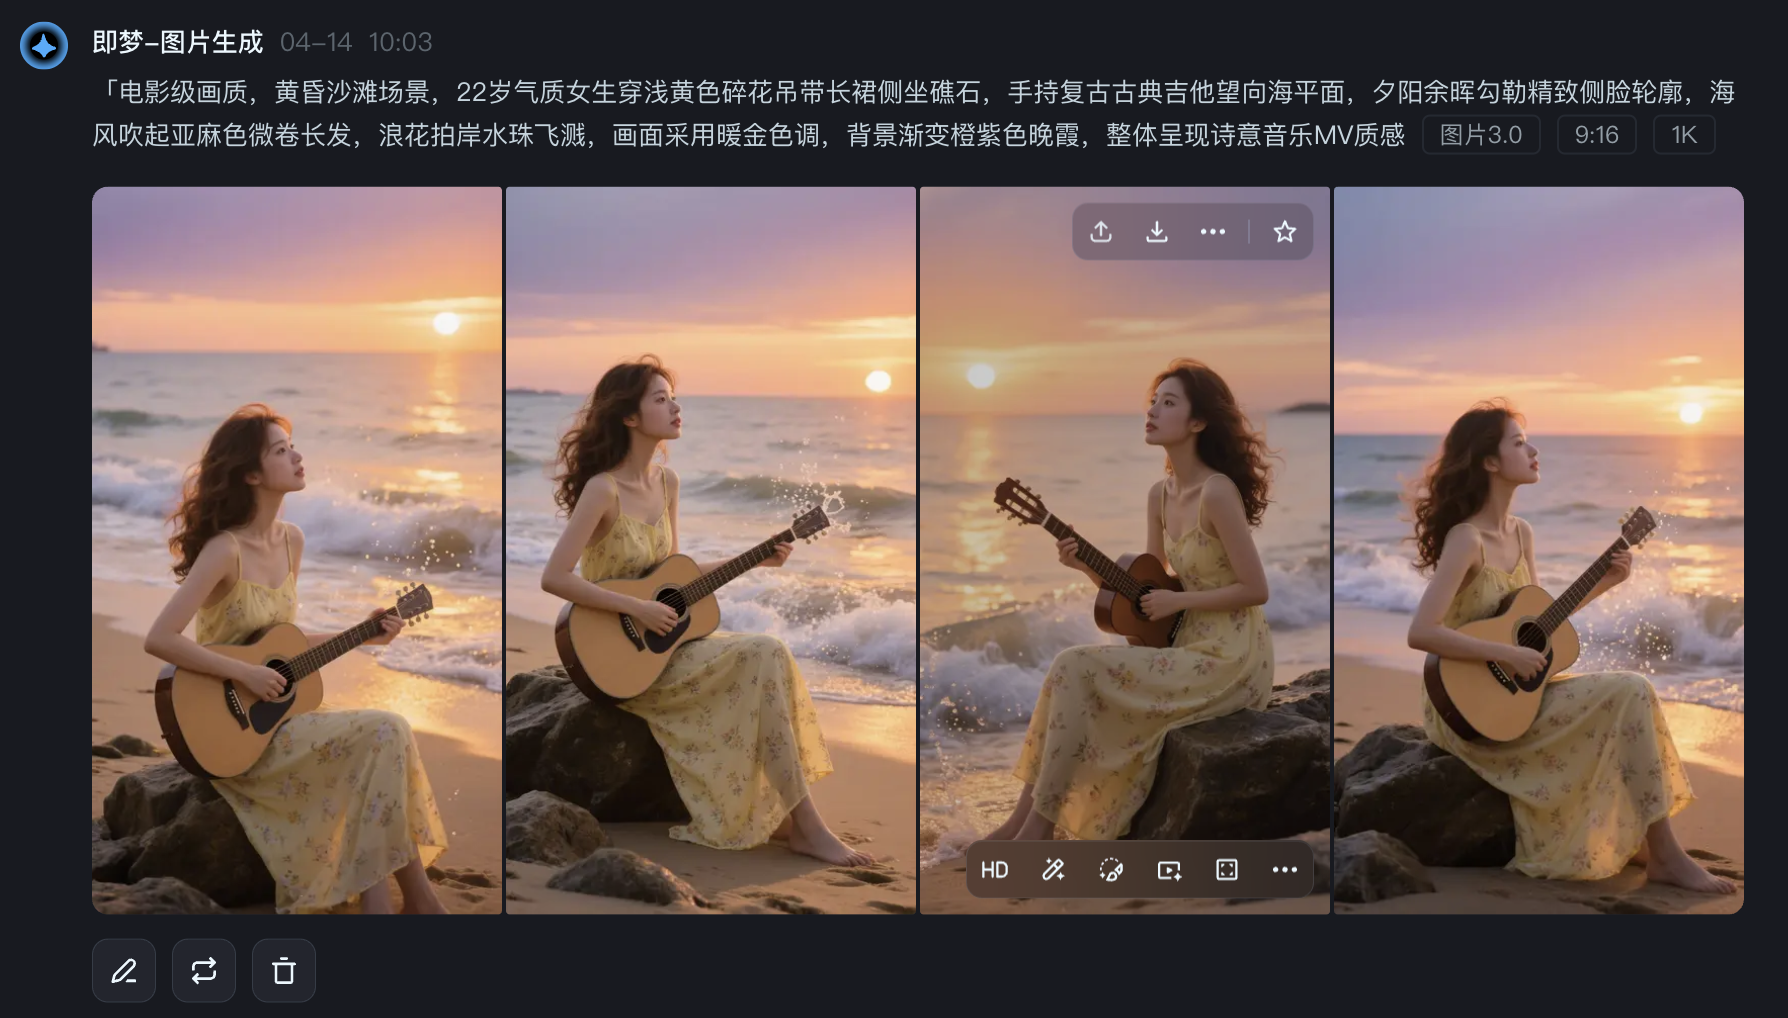 即梦-图片生成 04-14 10:03
「电影级画质，黄昏沙滩场景，22岁气质女生穿浅黄色碎花吊带长裙侧坐礁石，手持复古古典吉他望向海平面，夕阳余晖勾勒精致侧脸轮廓，海
风吹起亚麻色微卷长发，浪花拍岸水珠飞溅，画面采用暖金色调，背景渐变橙紫色晚霞，整体呈现诗意音乐MV质感 图片3.0 9:16 1K
HD